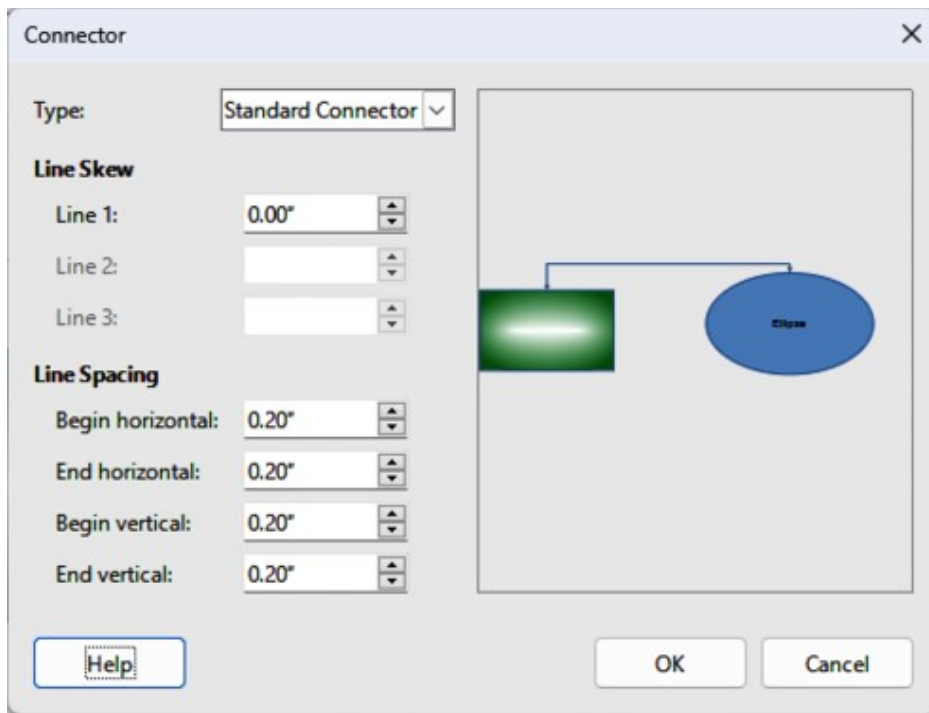 Connector
Type: Standard Connector
Line Skew
Line 1: 0.00"
Line 2:
Line 3:
Ellipse
Line Spacing
Begin horizontal: 0.20"
End horizontal: 0.20"
Begin vertical: 0.20"
End vertical: 0.20"
Help OK Cancel